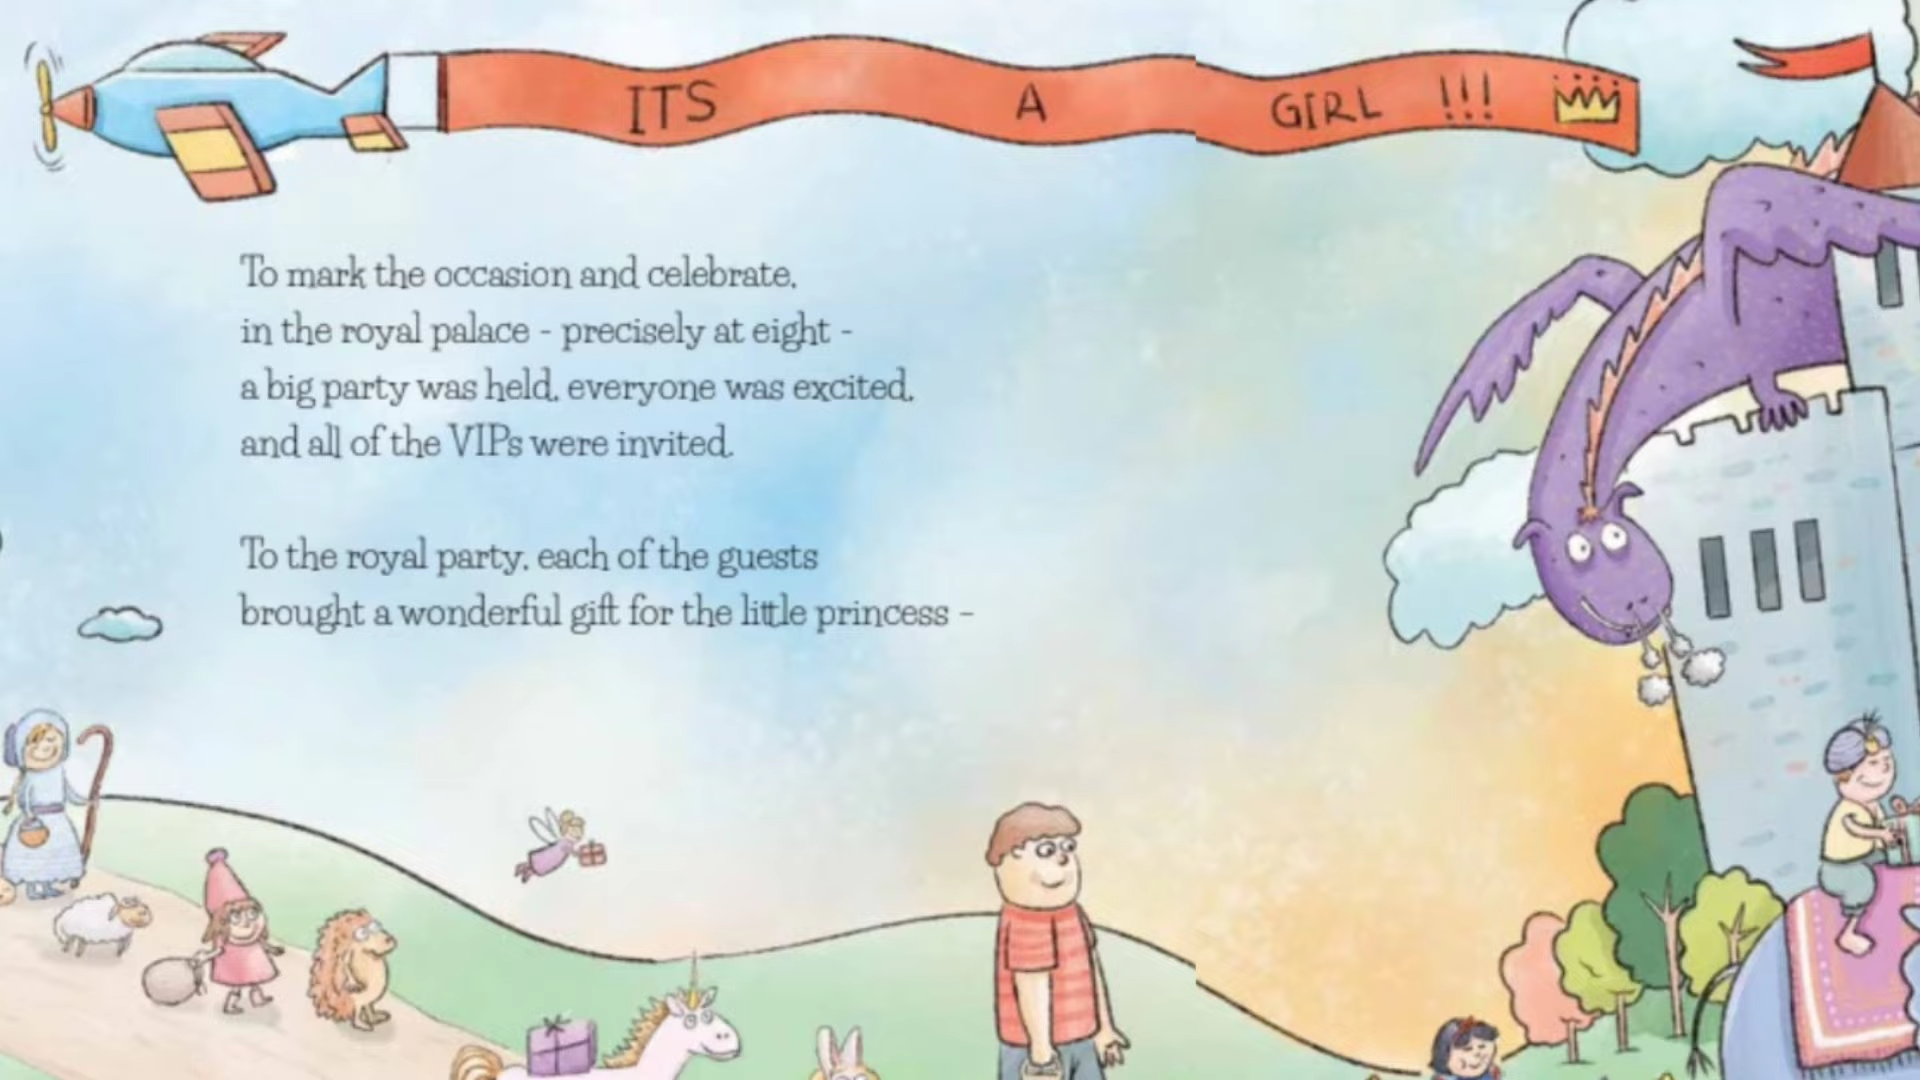 ITS A GIRL !!!
To mark the occasion and celebrate,
in the royal palace - precisely at eight -
a big party was held, everyone was excited,
and all of the VIPs were invited.
To the royal party, each of the guests
brought a wonderful gift for the little princess –